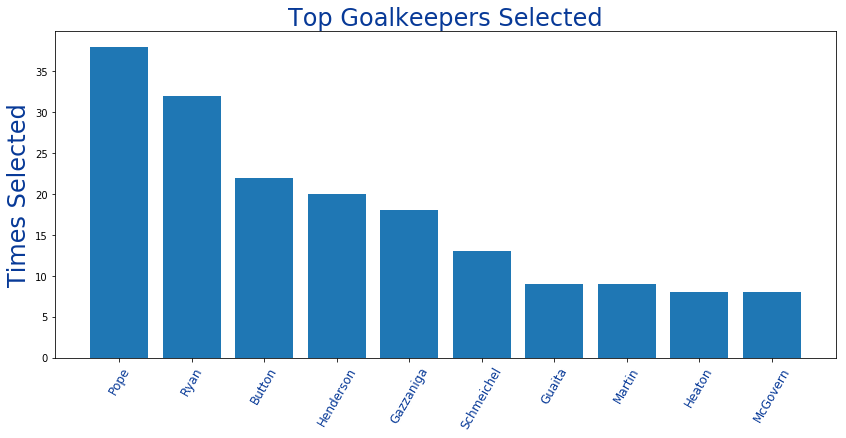 Top Goalkeepers Selected
Times Selected
35
30
25
20
15
10
5
0
Pope
Ryan
Button
Henderson
Gazzaniga
Schmeichel
Guaita
Martin
Heaton
McGovern